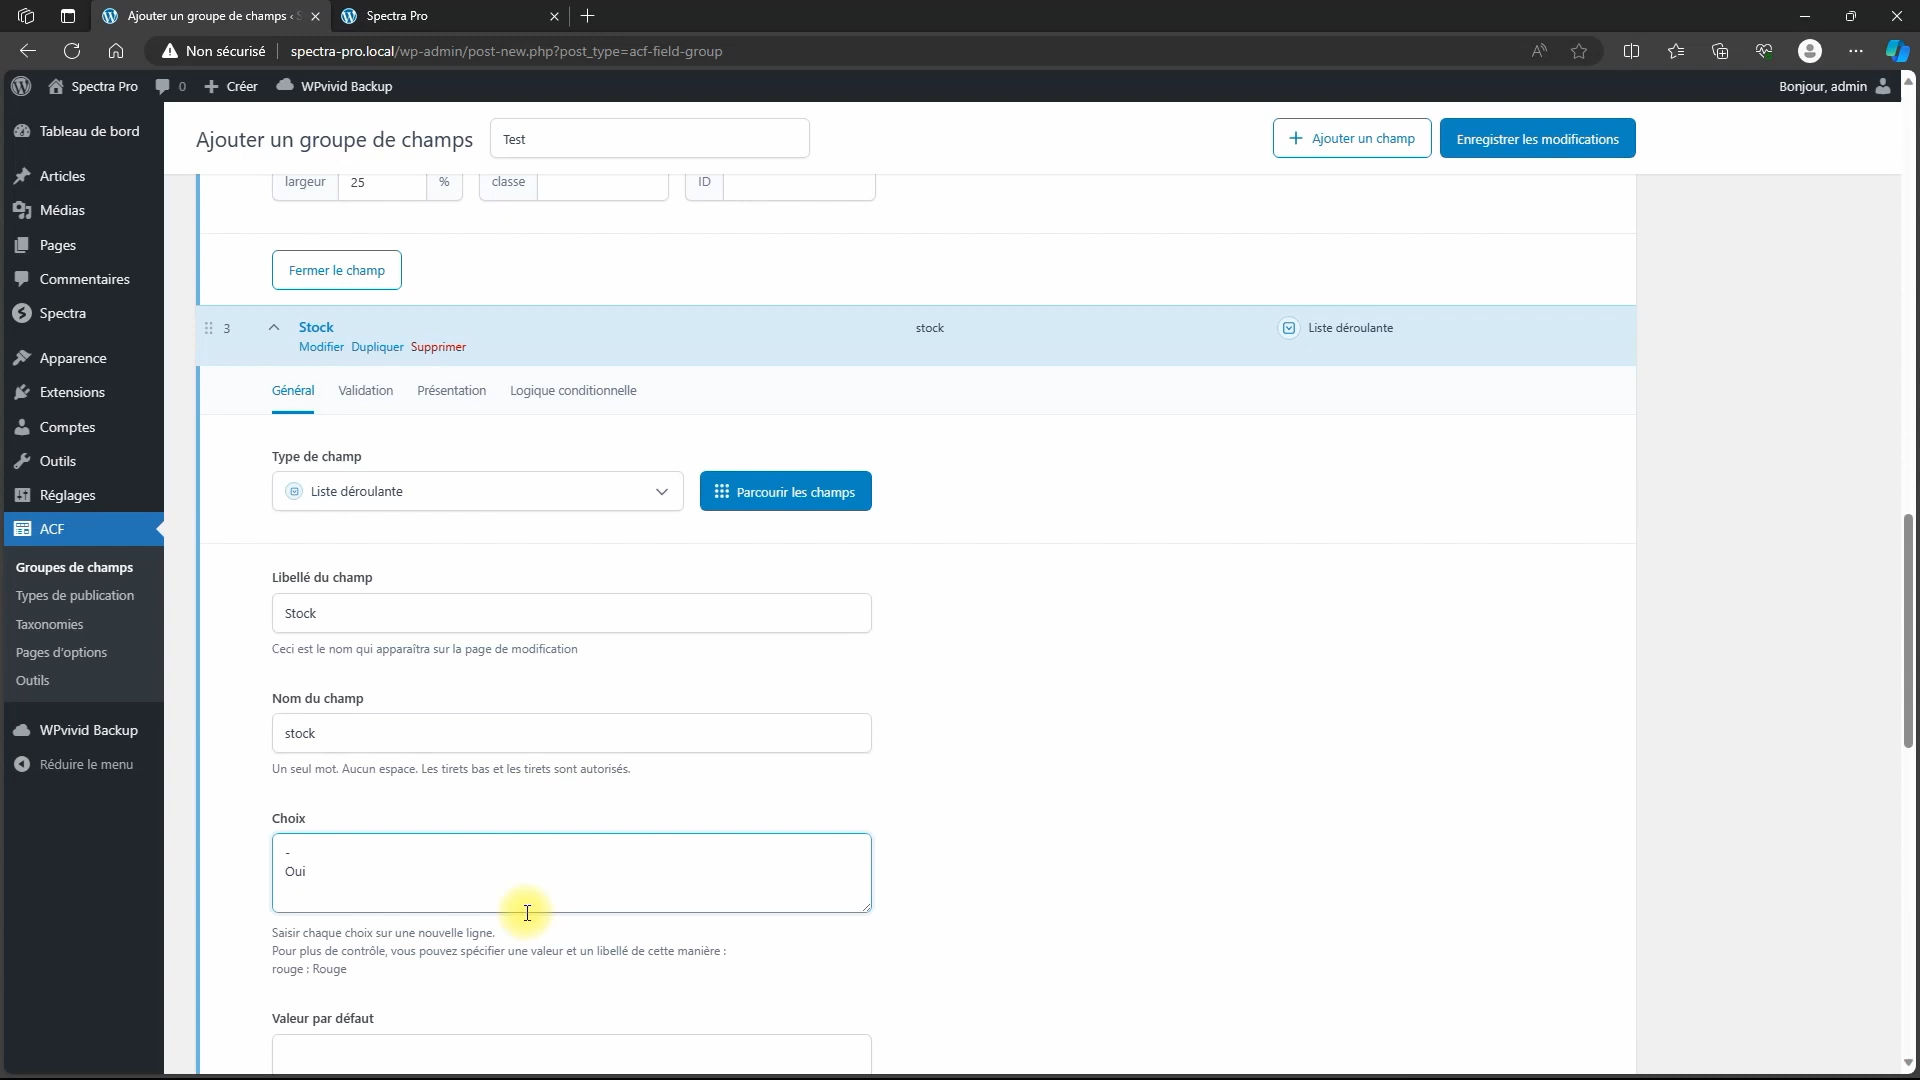 Ajouter un groupe de champs ‹ S
Spectra Pro
Non sécurisé
spectra-pro.local/wp-admin/post-new.php?post_type=acf-field-group
Spectra Pro
0
Créer
WPvivid Backup
Bonjour, admin
Tableau de bord
Articles
Médias
Pages
Commentaires
Spectra
Apparence
Extensions
Comptes
Outils
Réglages
ACF
Groupes de champs
Types de publication
Taxonomies
Pages d'options
Outils
WPvivid Backup
Réduire le menu
Ajouter un groupe de champs
Test
Ajouter un champ
Enregistrer les modifications
largeur 25 % classe ID
Fermer le champ
3 Stock stock Liste déroulante
Modifier Dupliquer Supprimer
Général Validation Présentation Logique conditionnelle
Type de champ
Liste déroulante
Parcourir les champs
Libellé du champ
Stock
Ceci est le nom qui apparaîtra sur la page de modification
Nom du champ
stock
Un seul mot. Aucun espace. Les tirets bas et les tirets sont autorisés.
Choix
-
Oui
Saisir chaque choix sur une nouvelle ligne.
Pour plus de contrôle, vous pouvez spécifier une valeur et un libellé de cette manière :
rouge : Rouge
Valeur par défaut